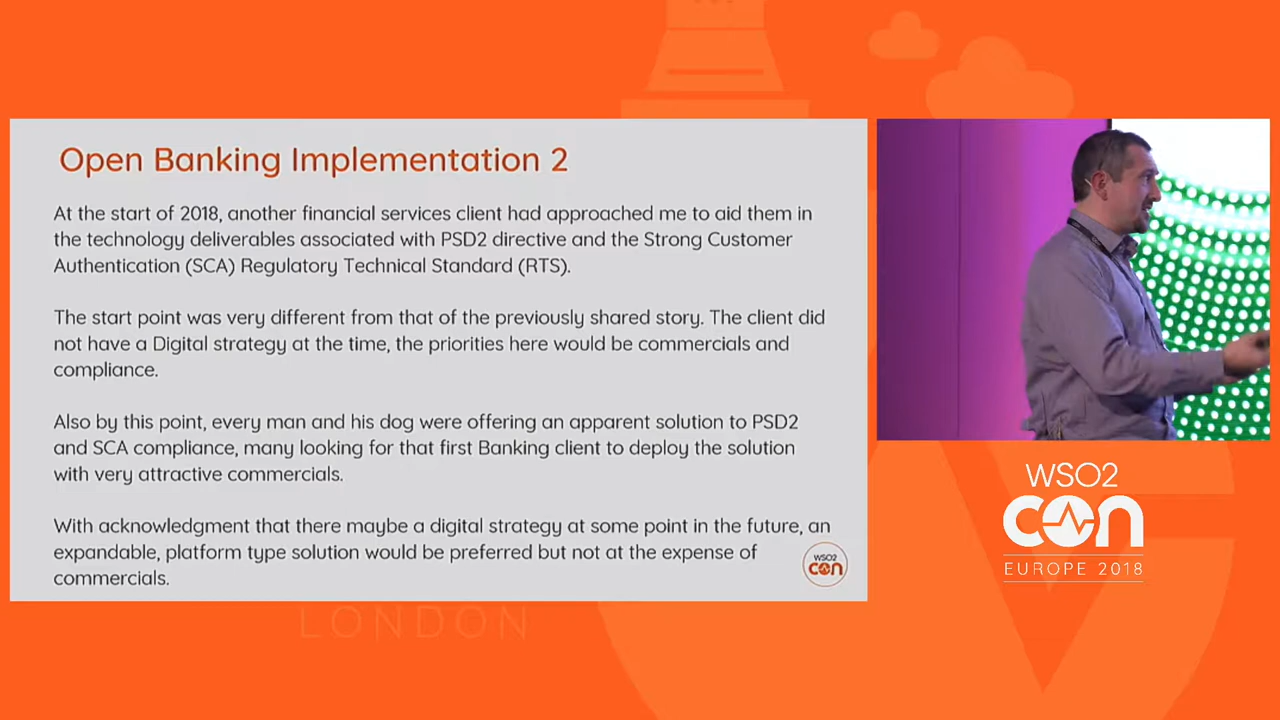 Open Banking Implementation 2
At the start of 2018, another financial services client had approached me to aid them in
the technology deliverables associated with PSD2 directive and the Strong Customer
Authentication (SCA) Regulatory Technical Standard (RTS).
The start point was very different from that of the previously shared story. The client did
not have a Digital strategy at the time, the priorities here would be commercials and
compliance.
Also by this point, every man and his dog were offering an apparent solution to PSD2
and SCA compliance, many looking for that first Banking client to deploy the solution
with very attractive commercials.
With acknowledgment that there maybe a digital strategy at some point in the future, an
expandable, platform type solution would be preferred but not at the expense of
commercials.
WSO2
CON
WSO2
CON
EUROPE 2018
LONDON